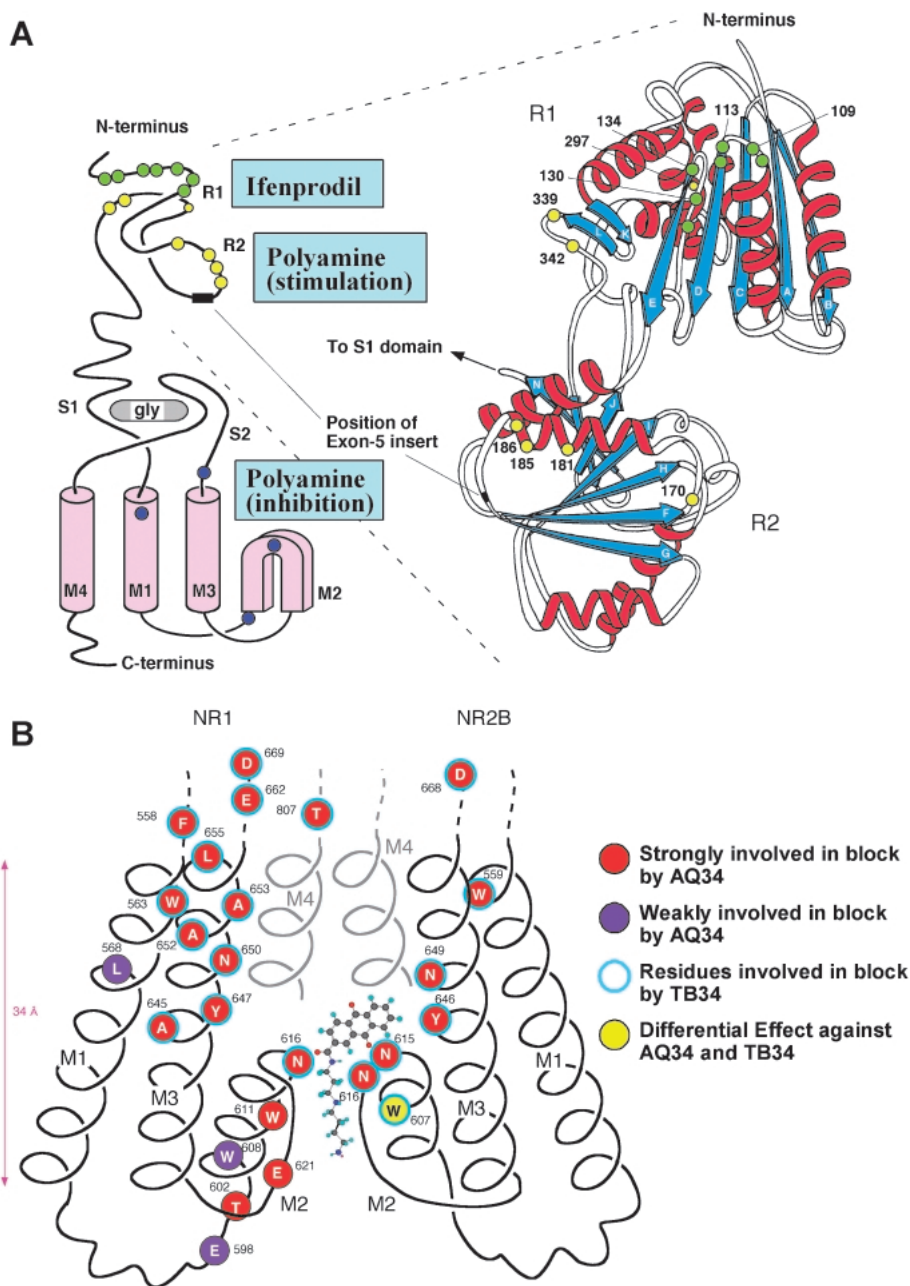 A
N-terminus
R1
Ifenprodil
R2
Polyamine
(stimulation)
S1
gly
S2
Position of
Exon-5 insert
Polyamine
(inhibition)
M4
M1
M3
M2
C-terminus
N-terminus
R1
113
109
134
297
130
339
342
L
K
E
D
C
A
B
To S1 domain
N
J
I
186
185
181
H
170
F
G
R2
B
NR1
NR2B
D
669
E
662
558
F
655
L
807
T
M4
M4
668
D
559
W
563
W
A
653
652
A
568
L
N
650
649
N
645
A
Y
647
646
Y
34 Å
M1
M3
616
N
615
N
616
N
W
607
M3
M1
611
W
608
W
E
621
602
T
M2
M2
E
598
Strongly involved in block
by AQ34
Weakly involved in block
by AQ34
Residues involved in block
by TB34
Differential Effect against
AQ34 and TB34